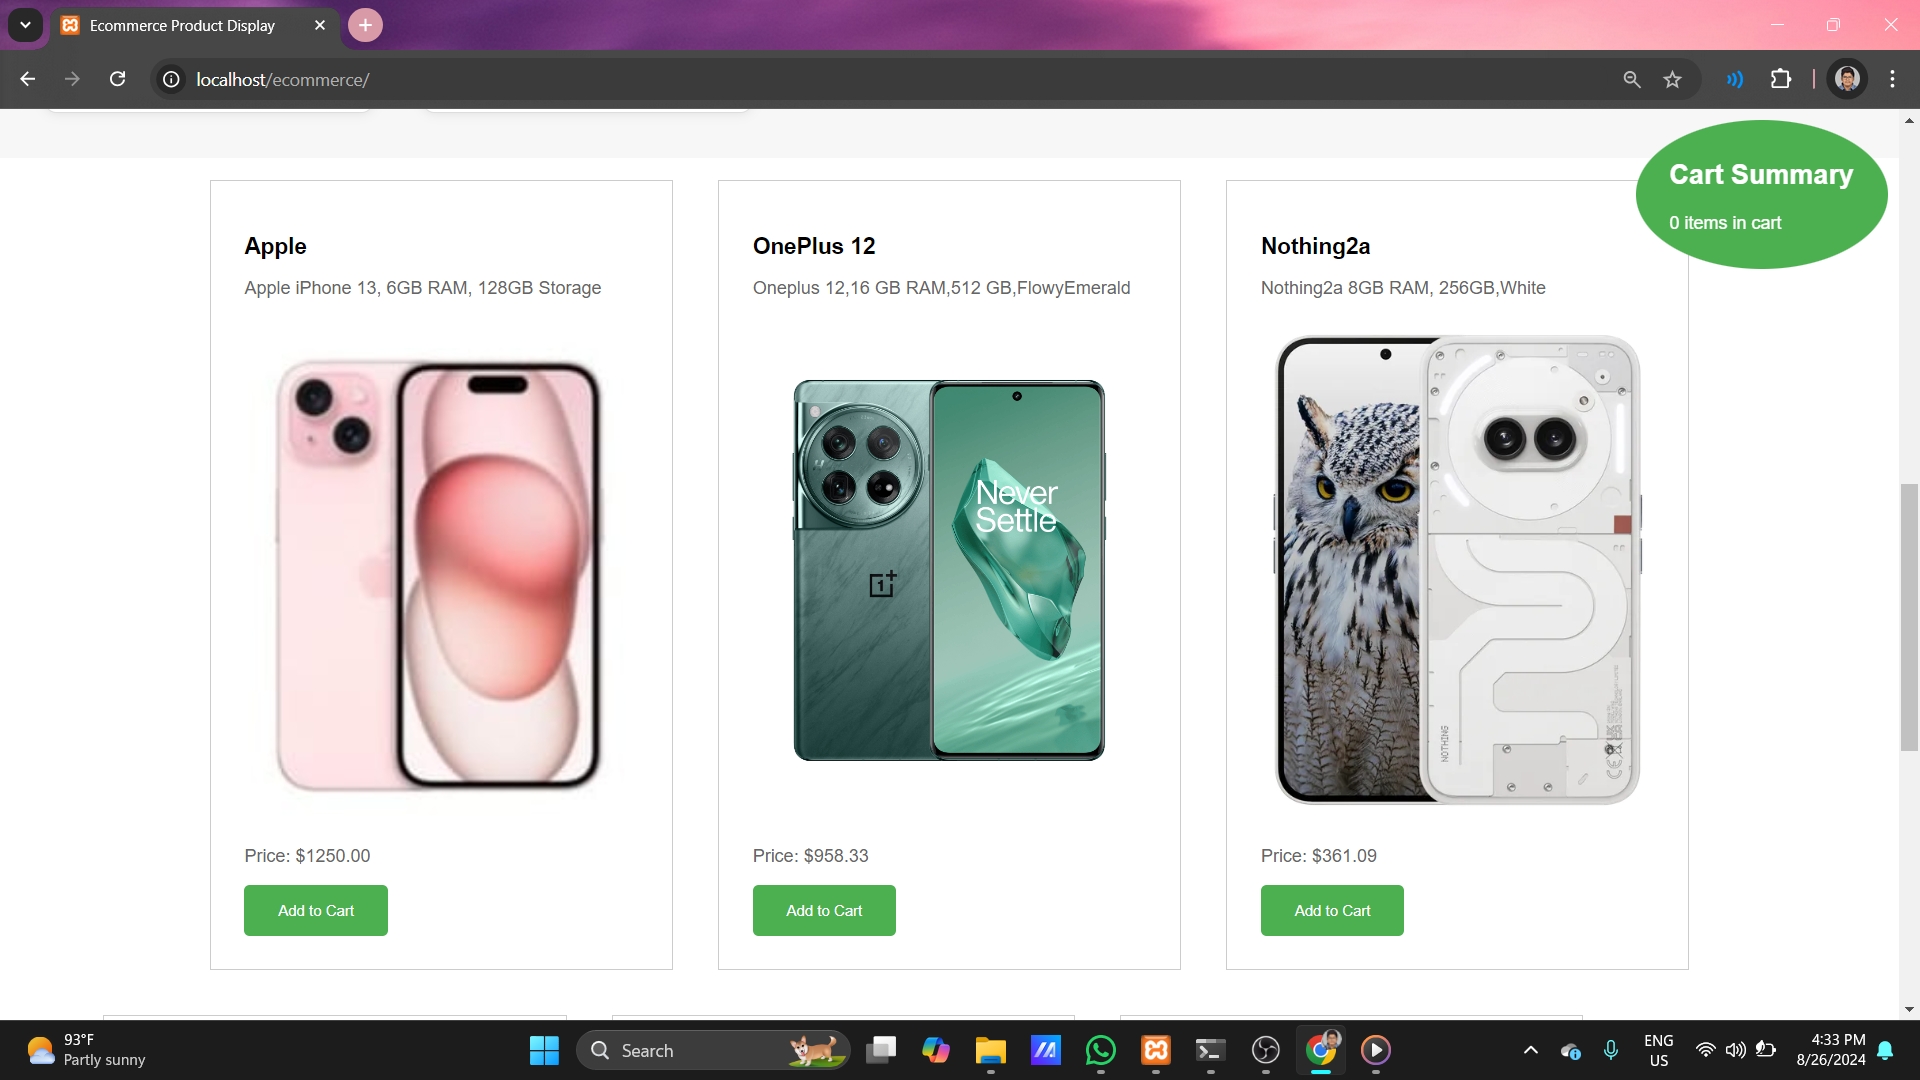 Ecommerce Product Display
localhost/ecommerce/
Cart Summary
0 items in cart
Apple
Apple iPhone 13, 6GB RAM, 128GB Storage
Price: $1250.00
Add to Cart
OnePlus 12
Oneplus 12,16 GB RAM,512 GB,FlowyEmerald
Never
Settle
Price: $958.33
Add to Cart
Nothing2a
Nothing2a 8GB RAM, 256GB,White
NOTHING
Price: $361.09
Add to Cart
93°F
Partly sunny
Search
ENG
US
4:33 PM
8/26/2024